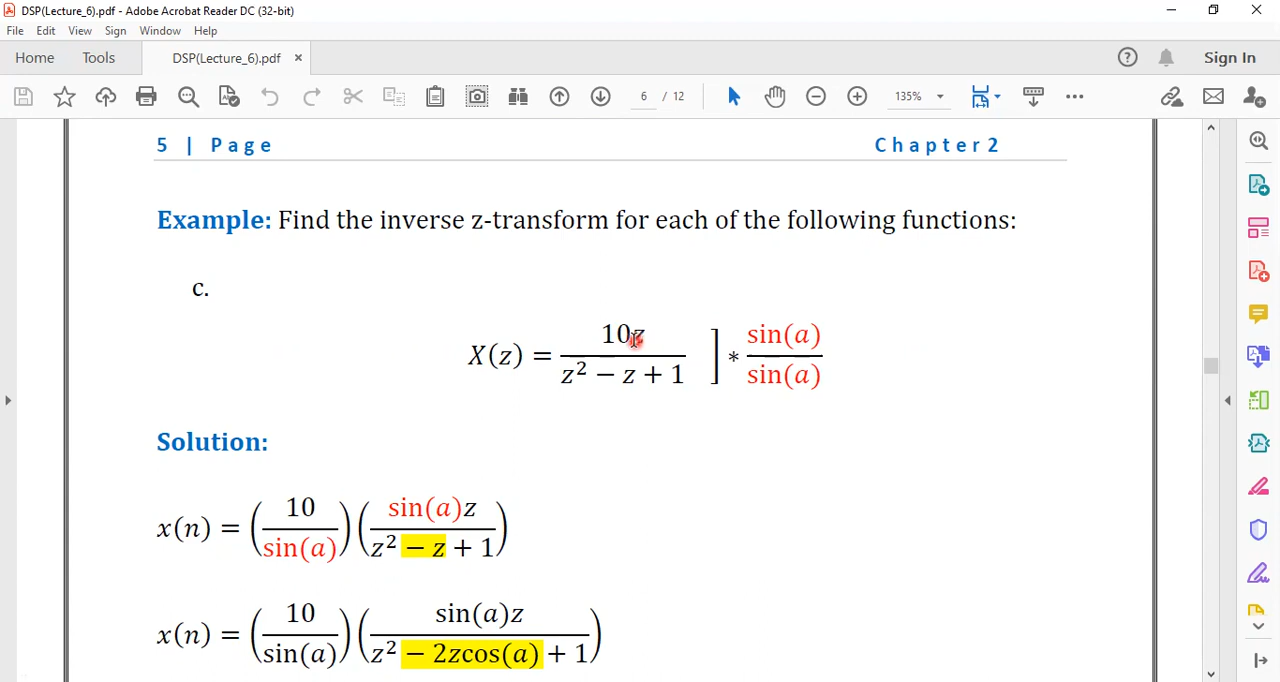 DSP(Lecture_6).pdf - Adobe Acrobat Reader DC (32-bit)
File Edit View Sign Window Help
Home Tools DSP(Lecture_6).pdf × Sign In
6 / 12 135%
5 | Page Chapter2
Example: Find the inverse z-transform for each of the following functions:
c.
X(z) = 10z / (z² − z + 1) ] * sin(a) / sin(a)
Solution:
x(n) = (10 / sin(a)) (sin(a)z / (z² − z + 1))
x(n) = (10 / sin(a)) (sin(a)z / (z² − 2zcos(a) + 1))